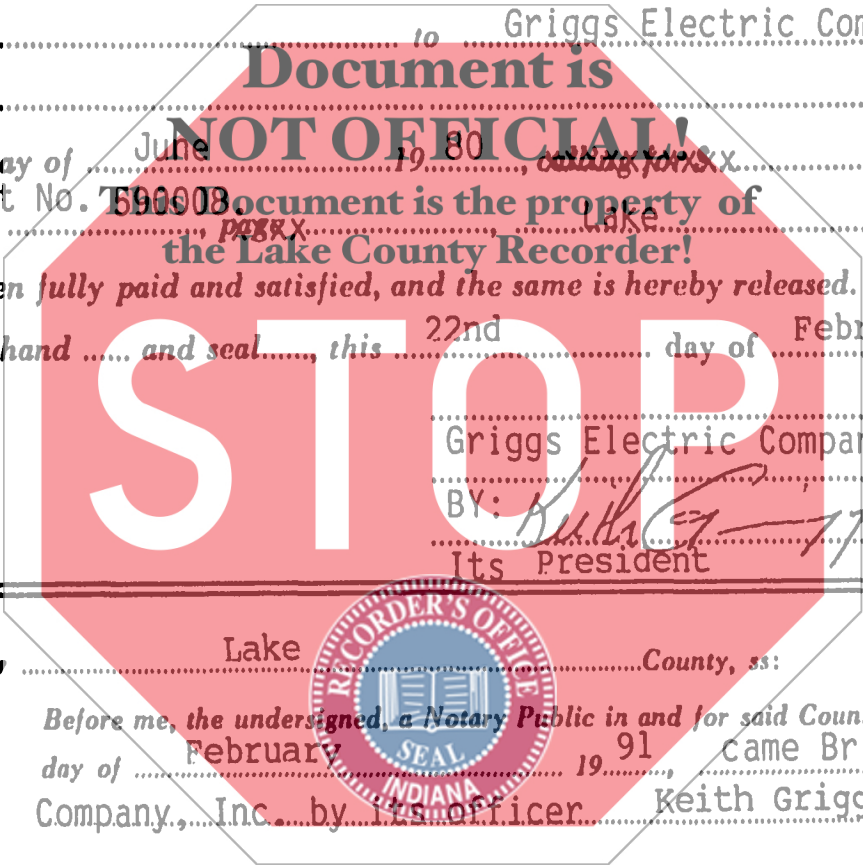 to Griggs Electric Com
Document is
NOT OFFICIAL!
ay of June 19 80,
t No. 590008.
This Document is the property of
, page Lake
the Lake County Recorder!
n fully paid and satisfied, and the same is hereby released.
hand and seal, this 22nd day of Febr
STOP
Griggs Electric Compan
BY:
Its President
RECORDER'S OFFICE
SEAL
INDIANA
Lake County, ss:
Before me, the undersigned, a Notary Public in and for said Coun
day of February 19 91, came Br
Company, Inc. by its officer Keith Grigg